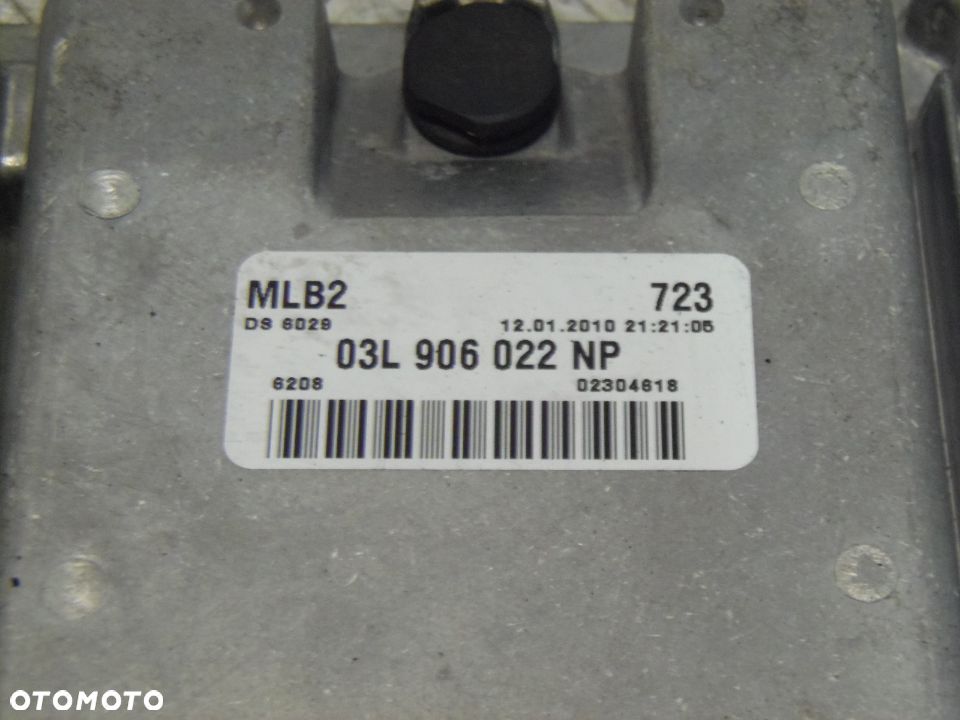 MLB2 723
DS 6029 12.01.2010 21:21:05
03L 906 022 NP
6208 02304618
OTOMOTO